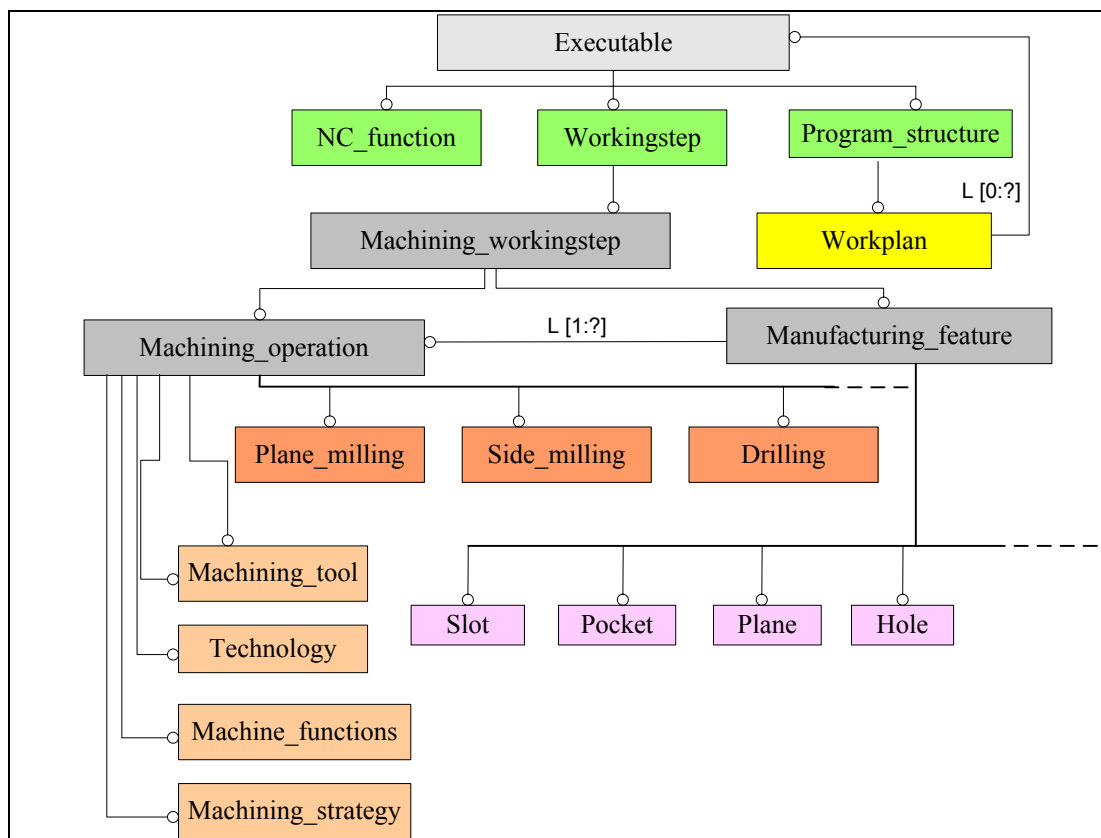 Executable
NC_function
Workingstep
Program_structure
L [0:?]
Machining_workingstep
Workplan
Machining_operation
L [1:?]
Manufacturing_feature
Plane_milling
Side_milling
Drilling
Machining_tool
Slot
Pocket
Plane
Hole
Technology
Machine_functions
Machining_strategy